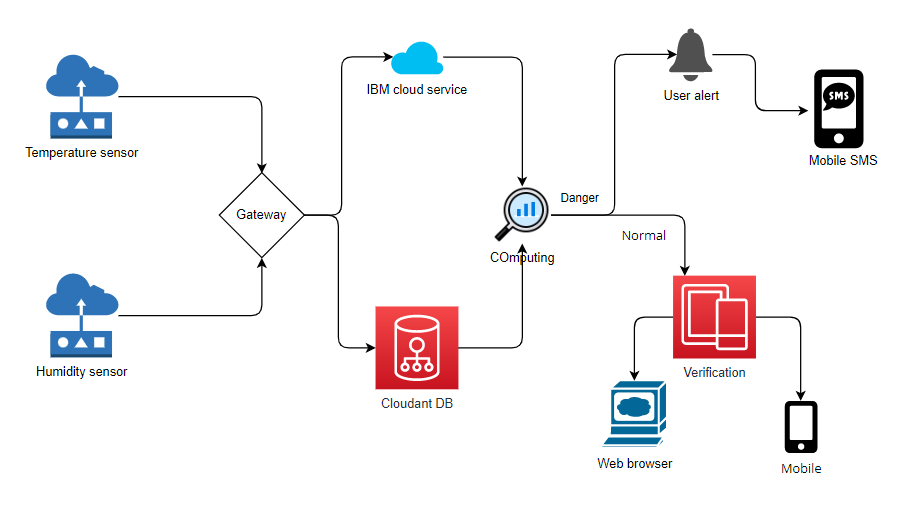 Temperature sensor
Humidity sensor
Gateway
IBM cloud service
Cloudant DB
COmputing
Danger
Normal
User alert
SMS
Mobile SMS
Verification
Web browser
Mobile